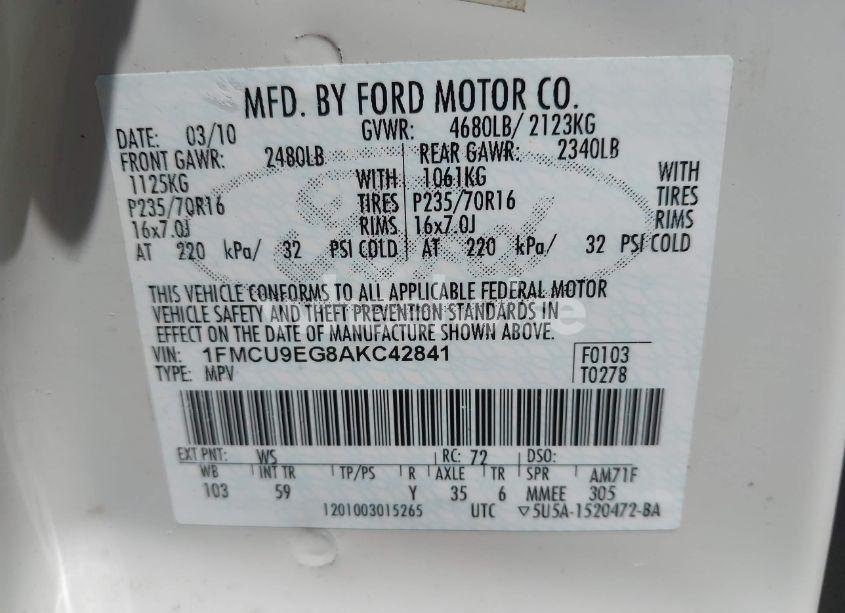 MFD. BY FORD MOTOR CO.
DATE: 03/10 GVWR: 4680LB/ 2123KG
FRONT GAWR: 2480LB REAR GAWR: 2340LB
1125KG WITH 1061KG WITH
P235/70R16 TIRES P235/70R16 TIRES
16x7.0J RIMS 16x7.0J RIMS
AT 220 kPa/ 32 PSI COLD AT 220 kPa/ 32 PSI COLD
THIS VEHICLE CONFORMS TO ALL APPLICABLE FEDERAL MOTOR
VEHICLE SAFETY AND THEFT PREVENTION STANDARDS IN
EFFECT ON THE DATE OF MANUFACTURE SHOWN ABOVE.
VIN: 1FMCU9EG8AKC42841 F0103
TYPE: MPV T0278
EXT PNT: WS RC: 72 DSO:
WB INT TR TP/PS R AXLE TR SPR AM71F
103 59 Y 35 6 MMEE 305
1201003015265 UTC ▽5U5A-1520472-BA